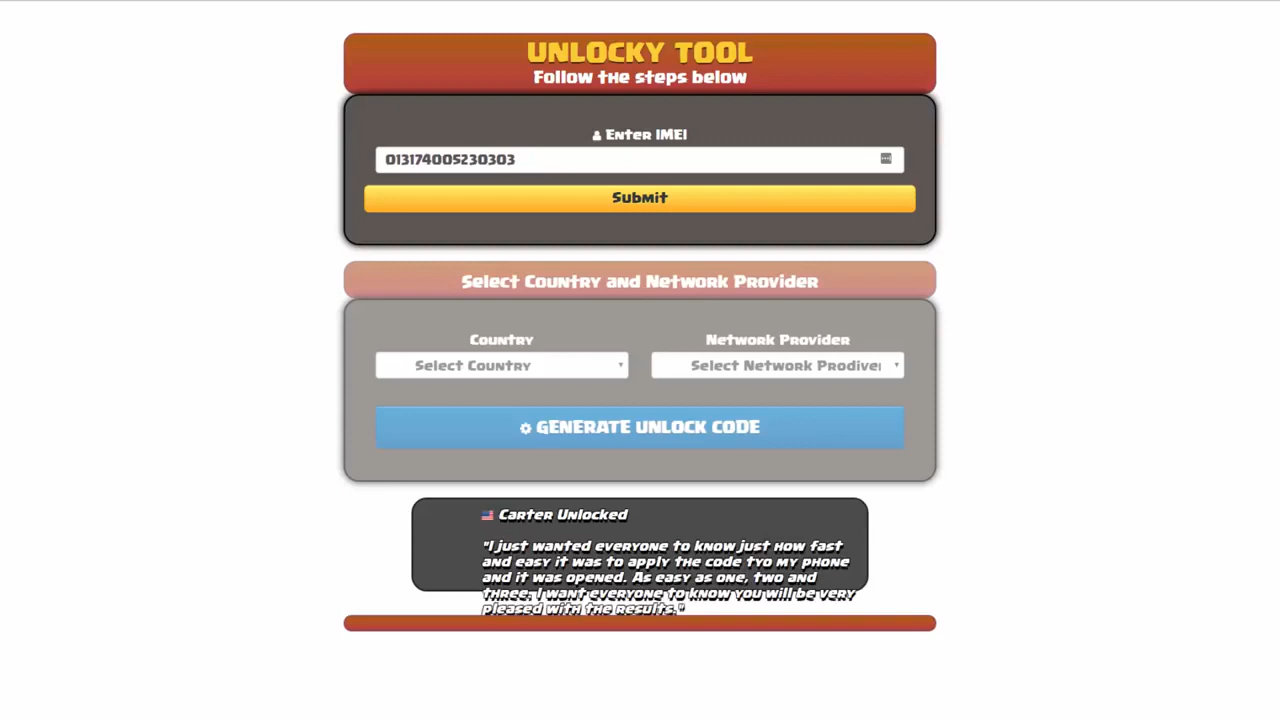 UNLOCKY TOOL
Follow the steps below
Enter IMEI
013174005230303
Submit
Select Country and Network Provider
Country
Network Provider
Select Country
Select Network Prodiver
GENERATE UNLOCK CODE
Carter Unlocked
"I just wanted everyone to know just how fast
and easy it was to apply the code tyo my phone
and it was opened. As easy as one, two and
three. I want everyone to know you will be very
pleased with the results."